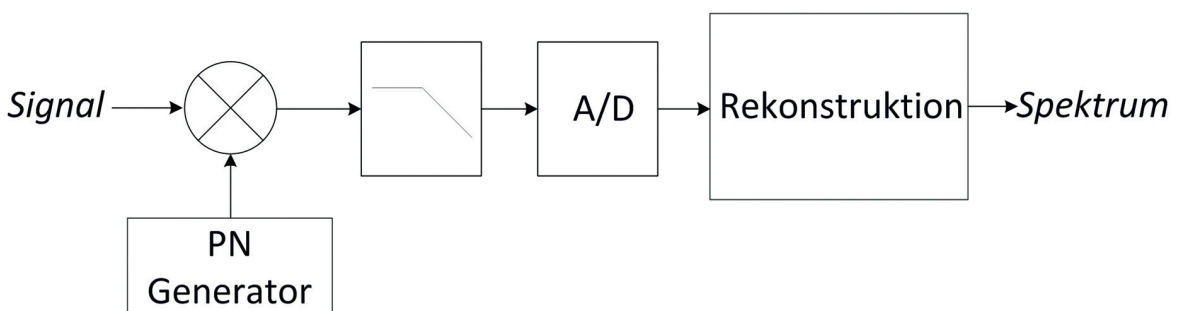 Signal
A/D
Rekonstruktion
Spektrum
PN
Generator